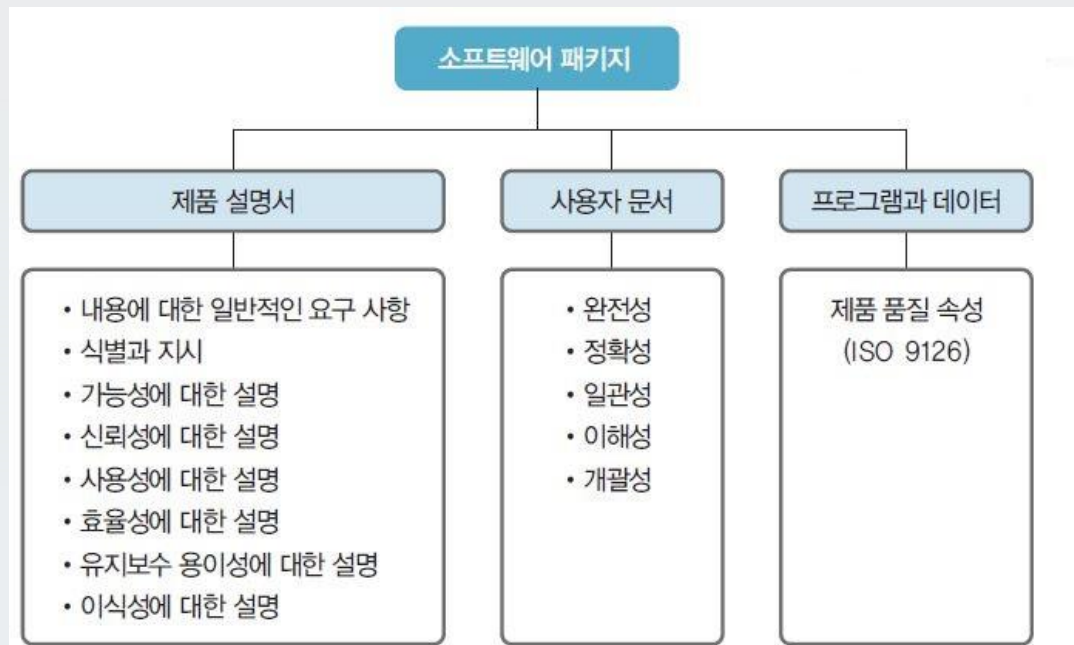 소프트웨어 패키지
제품 설명서
사용자 문서
프로그램과 데이터
• 내용에 대한 일반적인 요구 사항
• 식별과 지시
• 가능성에 대한 설명
• 신뢰성에 대한 설명
• 사용성에 대한 설명
• 효율성에 대한 설명
• 유지보수 용이성에 대한 설명
• 이식성에 대한 설명
• 완전성
• 정확성
• 일관성
• 이해성
• 개괄성
제품 품질 속성
(ISO 9126)